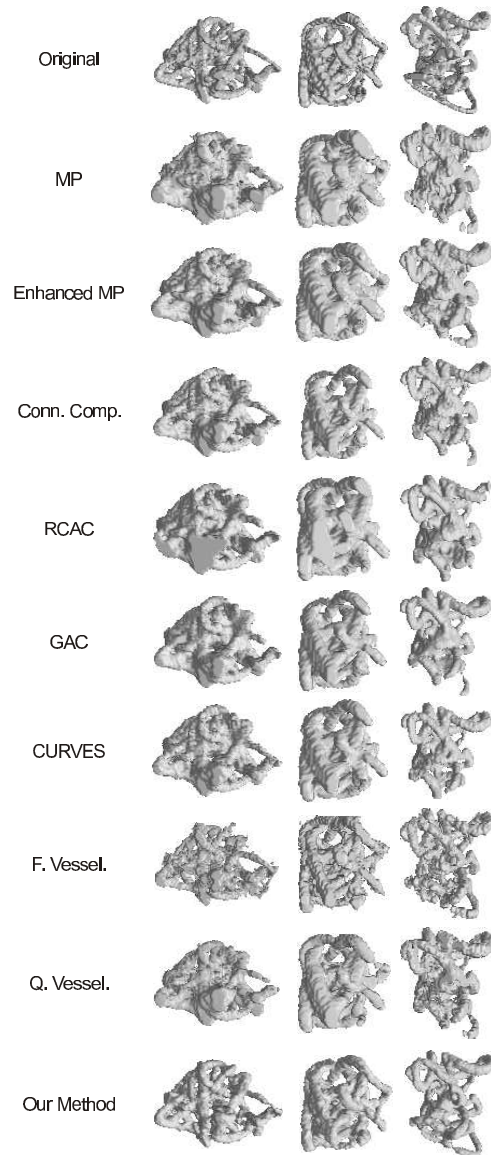 Original
MP
Enhanced MP
Conn. Comp.
RCAC
GAC
CURVES
F. Vessel.
Q. Vessel.
Our Method